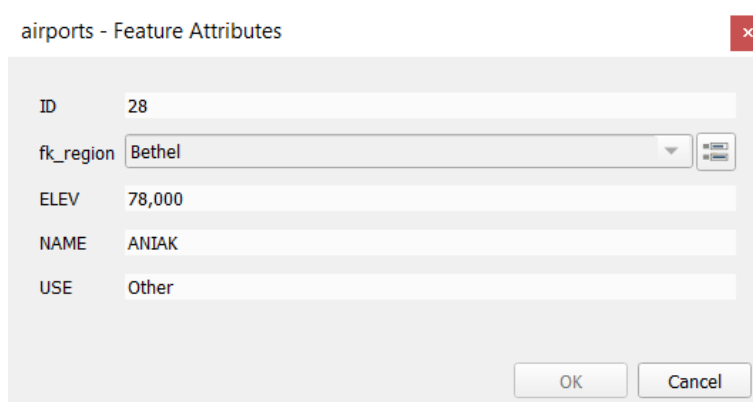 airports - Feature Attributes
ID 28
fk_region Bethel
ELEV 78,000
NAME ANIAK
USE Other
OK Cancel